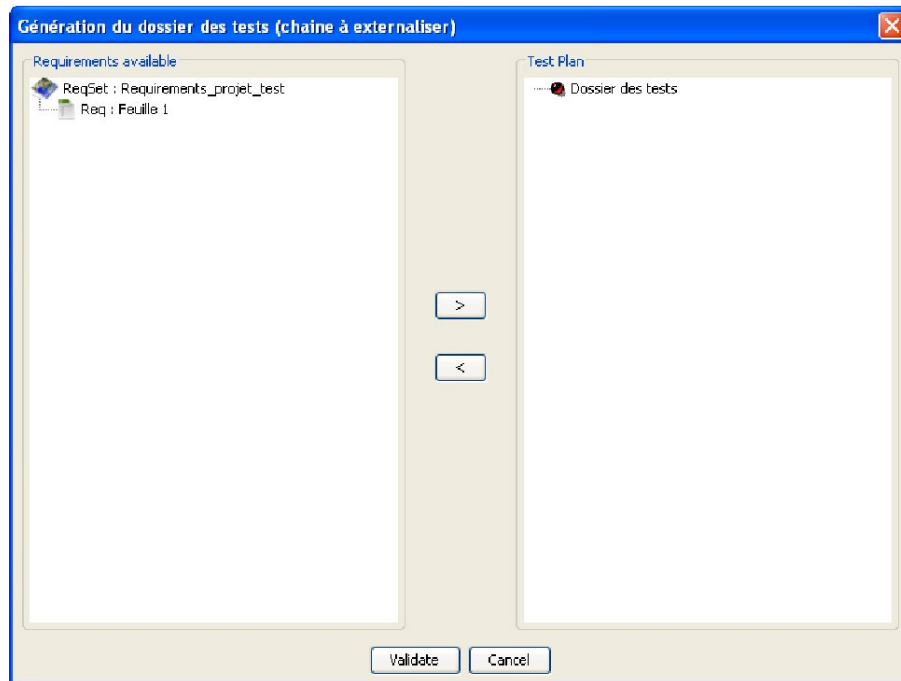 Génération du dossier des tests (chaine à externaliser)
Requirements available
ReqSet : Requirements_projet_test
Req : Feuille 1
Test Plan
Dossier des tests
>
<
Validate
Cancel